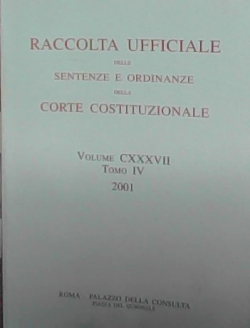 RACCOLTA UFFICIALE
DELLE
SENTENZE E ORDINANZE
DELLA
CORTE COSTITUZIONALE
VOLUME CXXXVII
TOMO IV
2001
ROMA - PALAZZO DELLA CONSULTA
PIAZZA DEL QUIRINALE